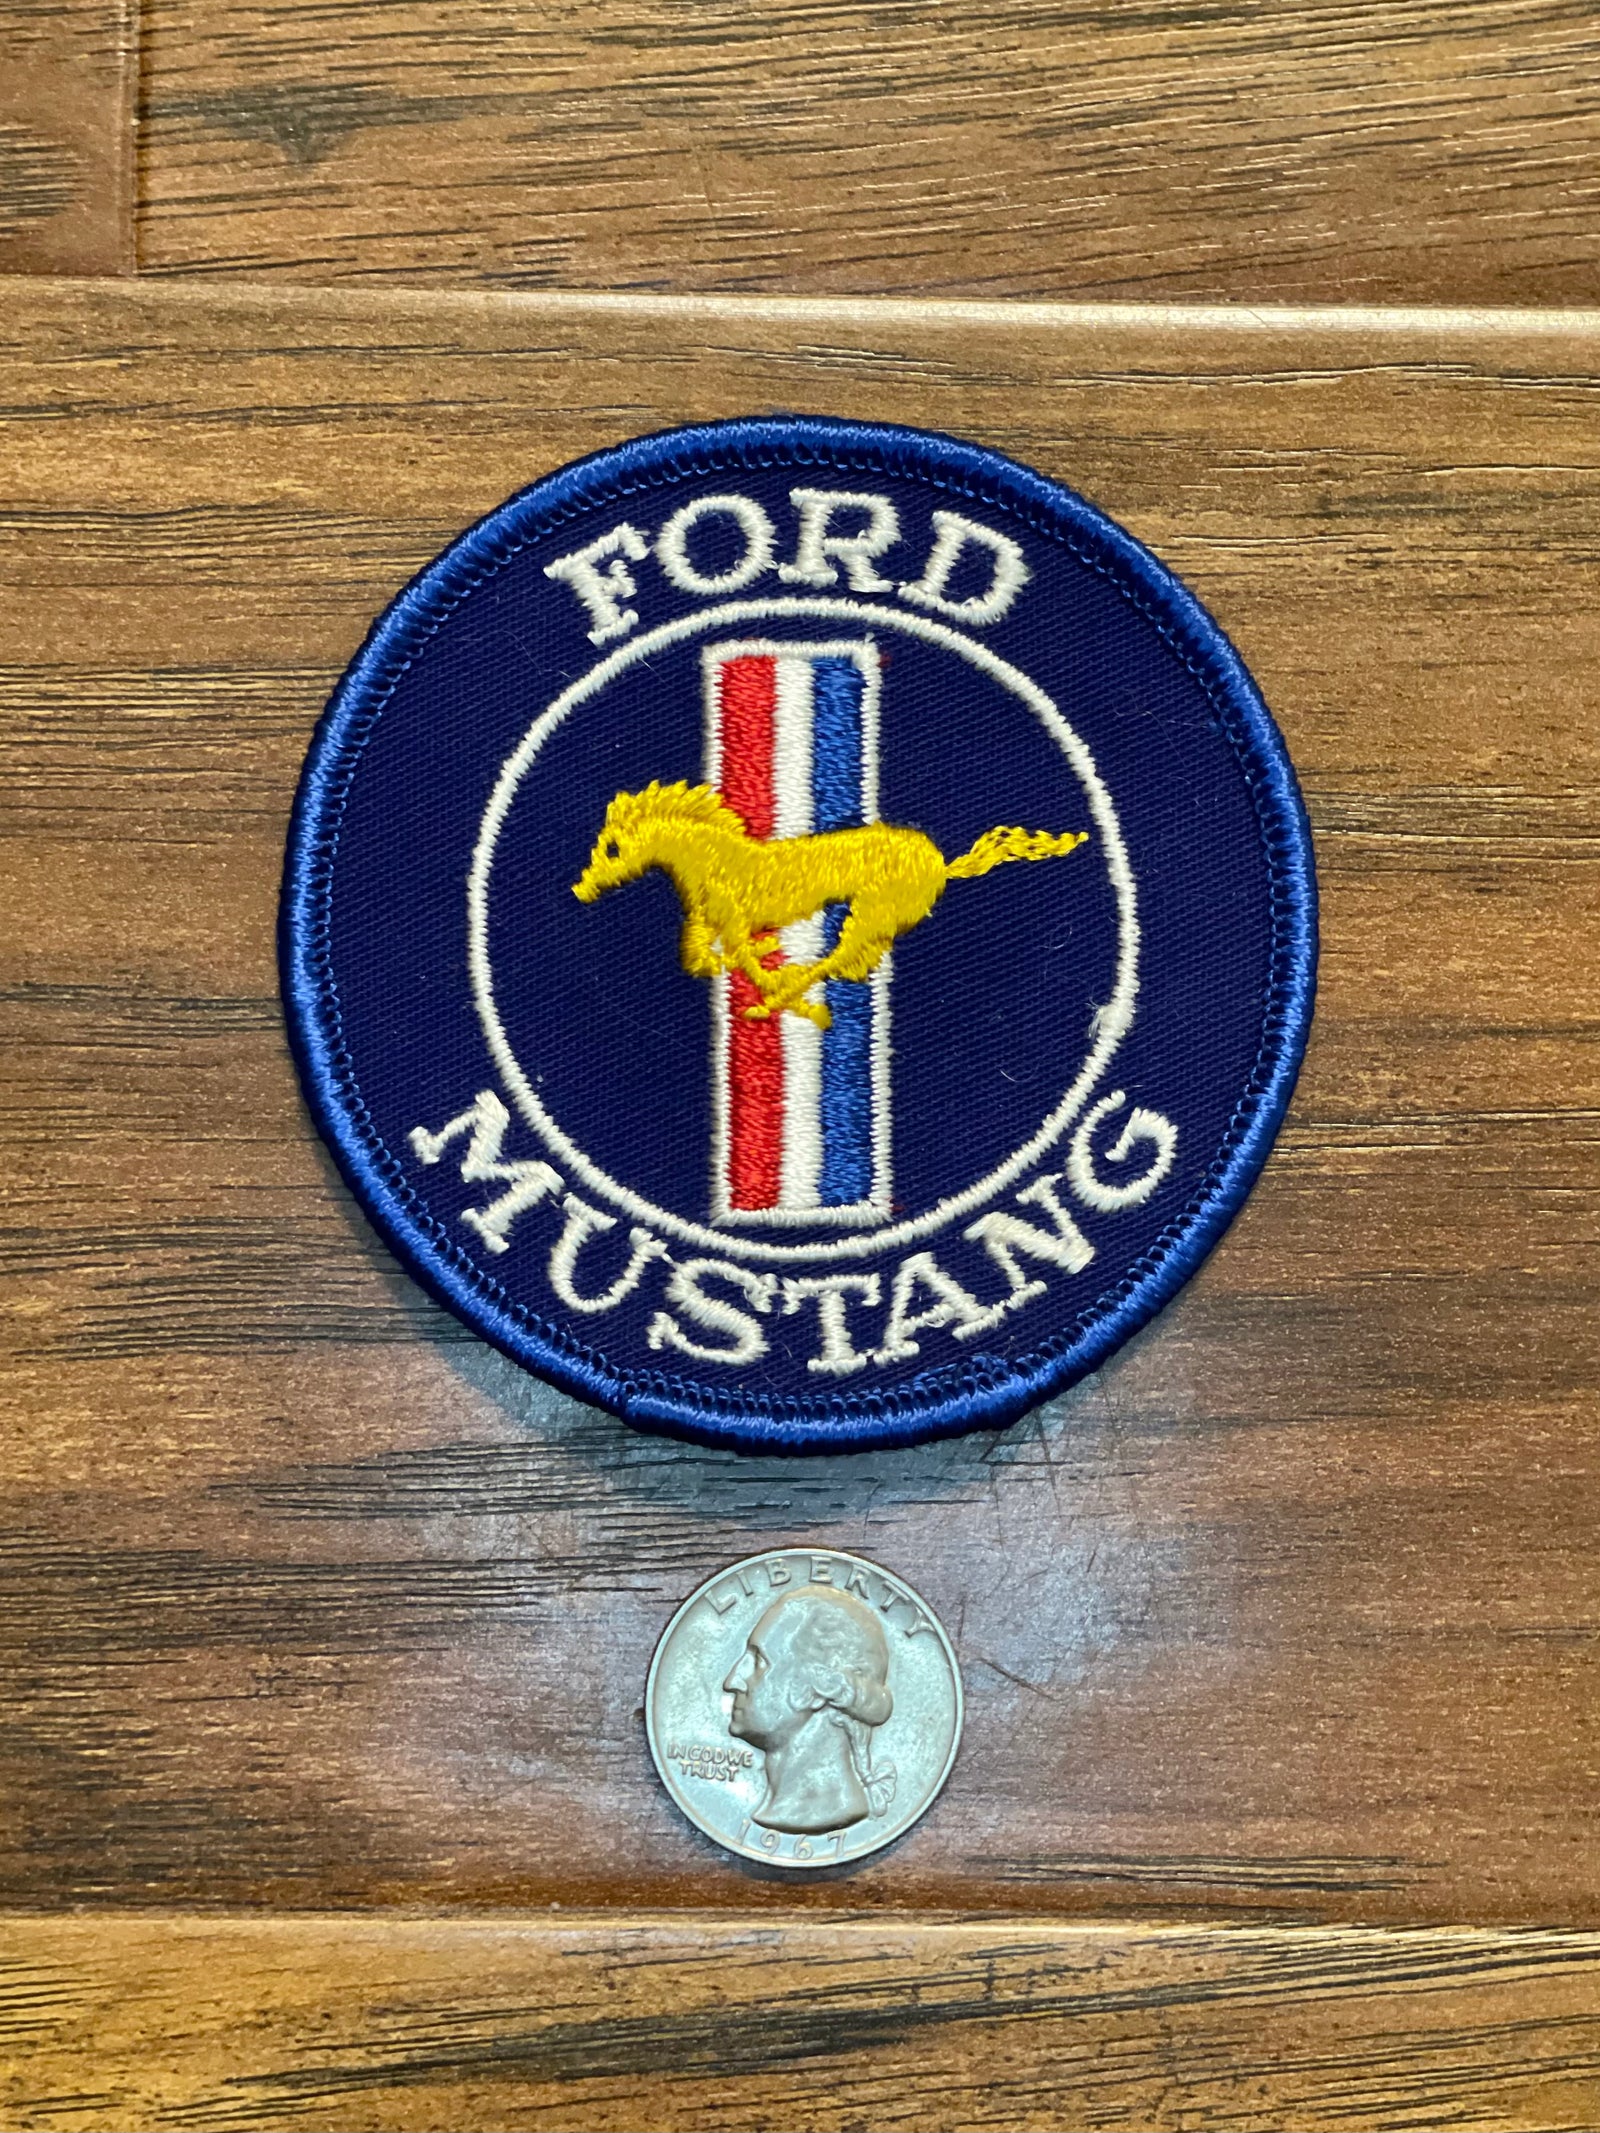 FORD
MUSTANG
LIBERTY
IN GOD WE
TRUST
1967